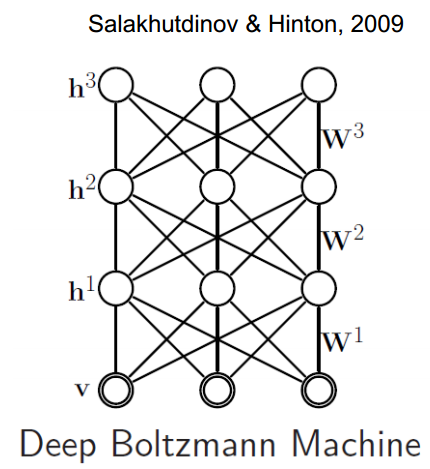 Salakhutdinov & Hinton, 2009
h³
W³
h²
W²
h¹
W¹
v
Deep Boltzmann Machine